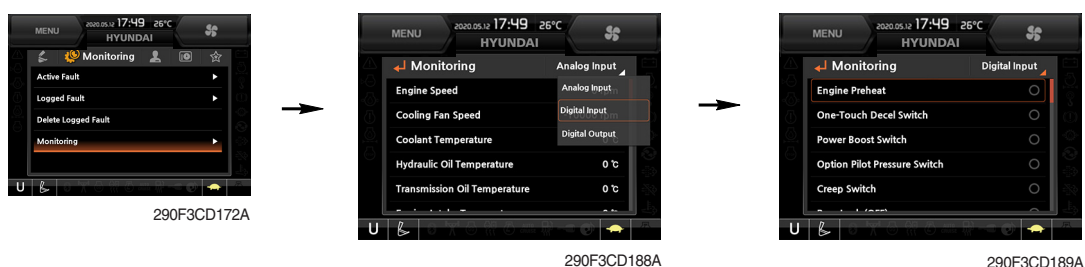 MENU
2020.05.12 17:49 26°C
HYUNDAI
Monitoring
Active Fault
Logged Fault
Delete Logged Fault
Monitoring
U
290F3CD172A
MENU
2020.05.12 17:49 26°C
HYUNDAI
Monitoring
Analog Input
Engine Speed
Analog Input
Cooling Fan Speed
Digital Input
Coolant Temperature
Digital Output
Hydraulic Oil Temperature 0 ℃
Transmission Oil Temperature 0 ℃
U
290F3CD188A
MENU
2020.05.12 17:49 26°C
HYUNDAI
Monitoring
Digital Input
Engine Preheat
One-Touch Decel Switch
Power Boost Switch
Option Pilot Pressure Switch
Creep Switch
U
290F3CD189A